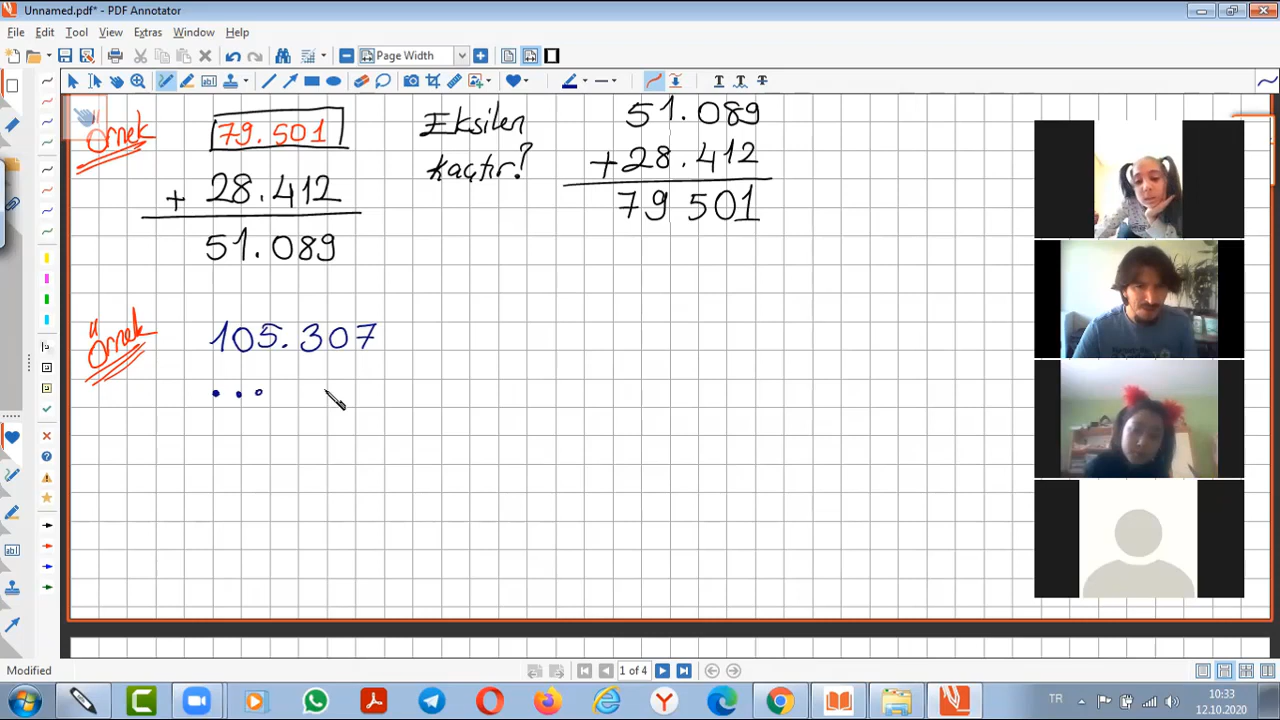 Unnamed.pdf* - PDF Annotator
File Edit Tool View Extras Window Help
Page Width
Örnek
79.501
+ 28.412
51.089
Eksilen
kaçtır?
51.089
+28.412
79 501
Örnek
105.307
...
Modified
1 of 4
TR
10:33
12.10.2020